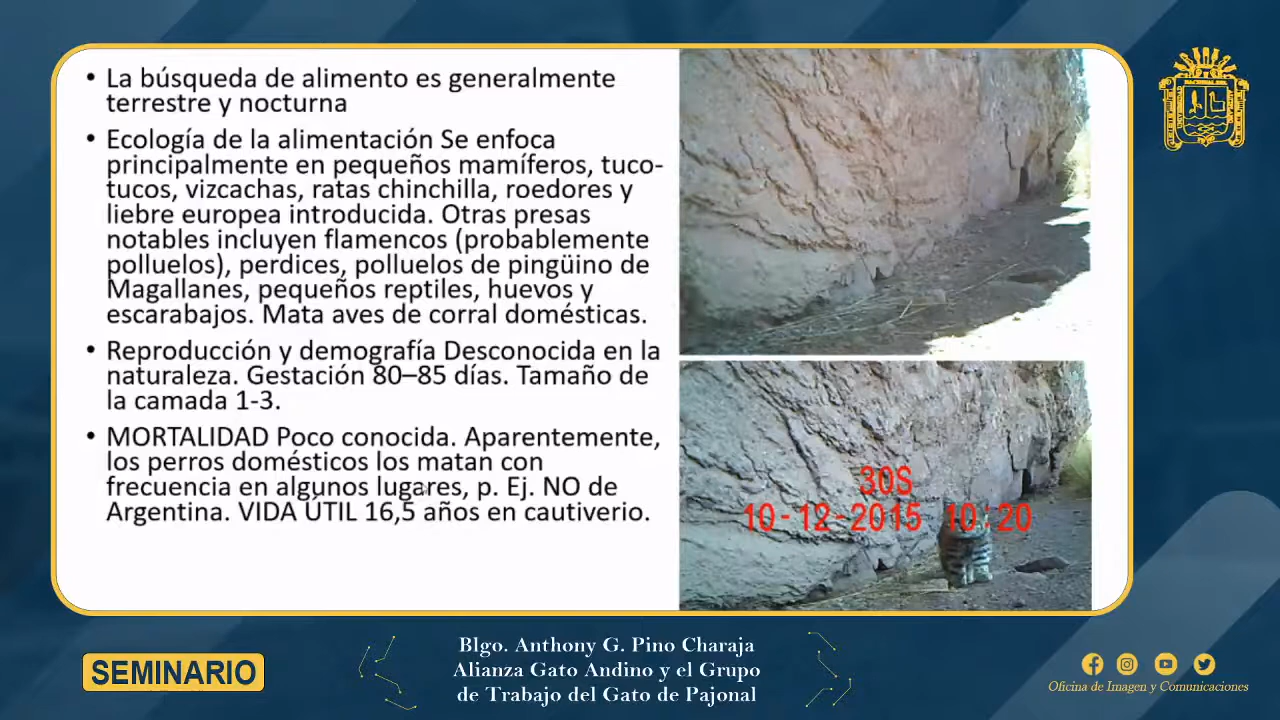 • La búsqueda de alimento es generalmente
terrestre y nocturna
• Ecología de la alimentación Se enfoca
principalmente en pequeños mamíferos, tuco-
tucos, vizcachas, ratas chinchilla, roedores y
liebre europea introducida. Otras presas
notables incluyen flamencos (probablemente
polluelos), perdices, polluelos de pingüino de
Magallanes, pequeños reptiles, huevos y
escarabajos. Mata aves de corral domésticas.
• Reproducción y demografía Desconocida en la
naturaleza. Gestación 80–85 días. Tamaño de
la camada 1-3.
• MORTALIDAD Poco conocida. Aparentemente,
los perros domésticos los matan con
frecuencia en algunos lugares, p. Ej. NO de
Argentina. VIDA ÚTIL 16,5 años en cautiverio.
30S
10-12-2015 10:20
SEMINARIO
Blgo. Anthony G. Pino Charaja
Alianza Gato Andino y el Grupo
de Trabajo del Gato de Pajonal
Oficina de Imagen y Comunicaciones